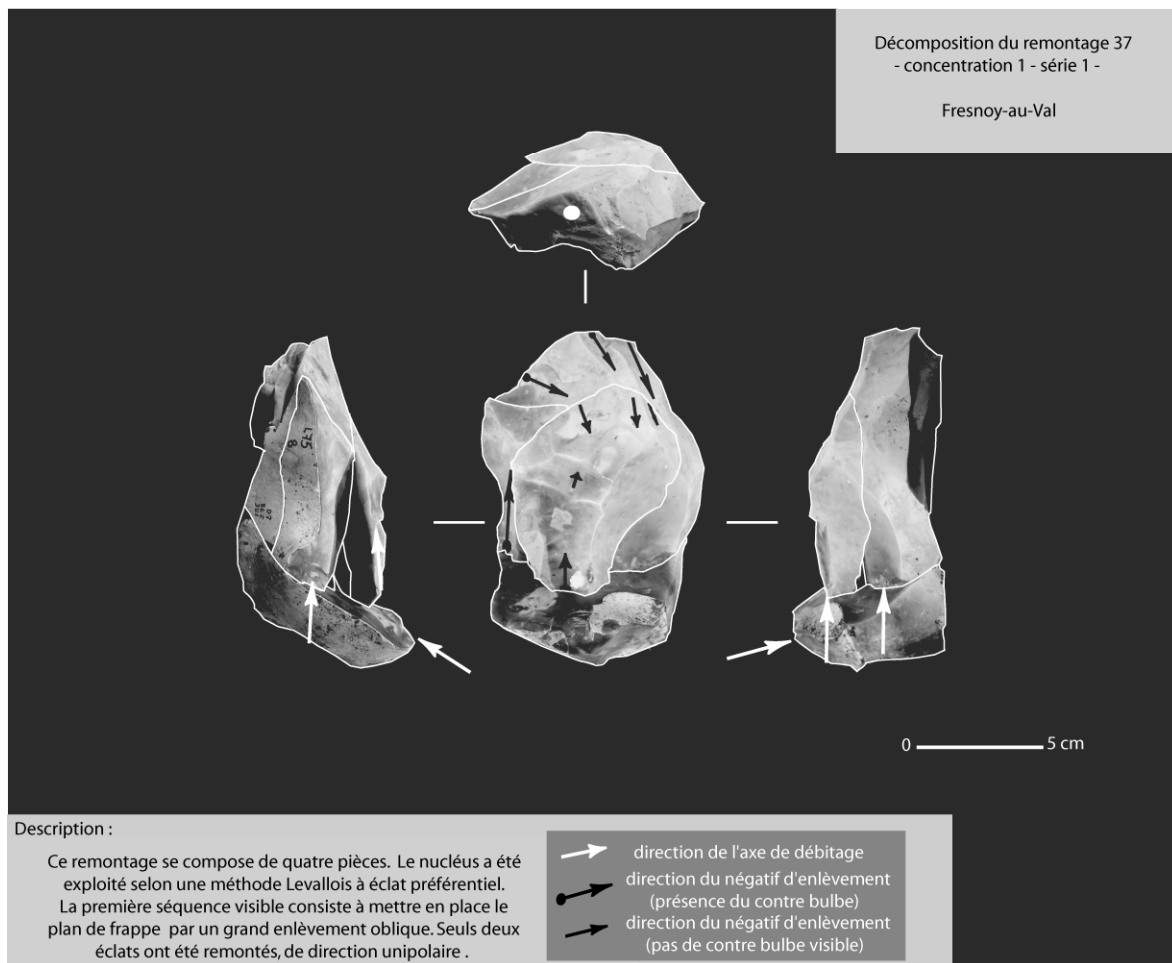 Décomposition du remontage 37
- concentration 1 - série 1 -
Fresnoy-au-Val
L75
8
0 5 cm
Description :
Ce remontage se compose de quatre pièces. Le nucléus a été
exploité selon une méthode Levallois à éclat préférentiel.
La première séquence visible consiste à mettre en place le
plan de frappe par un grand enlèvement oblique. Seuls deux
éclats ont été remontés, de direction unipolaire .
direction de l'axe de débitage
direction du négatif d'enlèvement
(présence du contre bulbe)
direction du négatif d'enlèvement
(pas de contre bulbe visible)